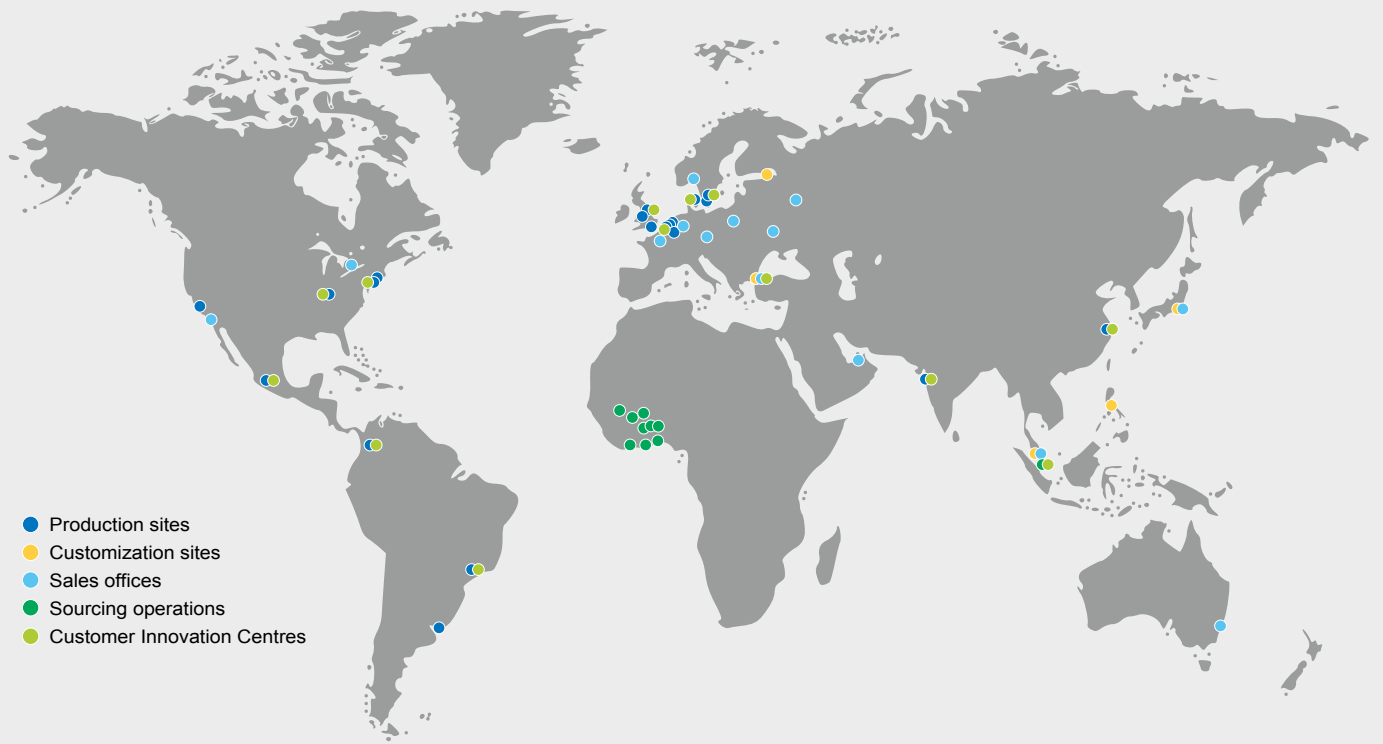 Production sites
Customization sites
Sales offices
Sourcing operations
Customer Innovation Centres